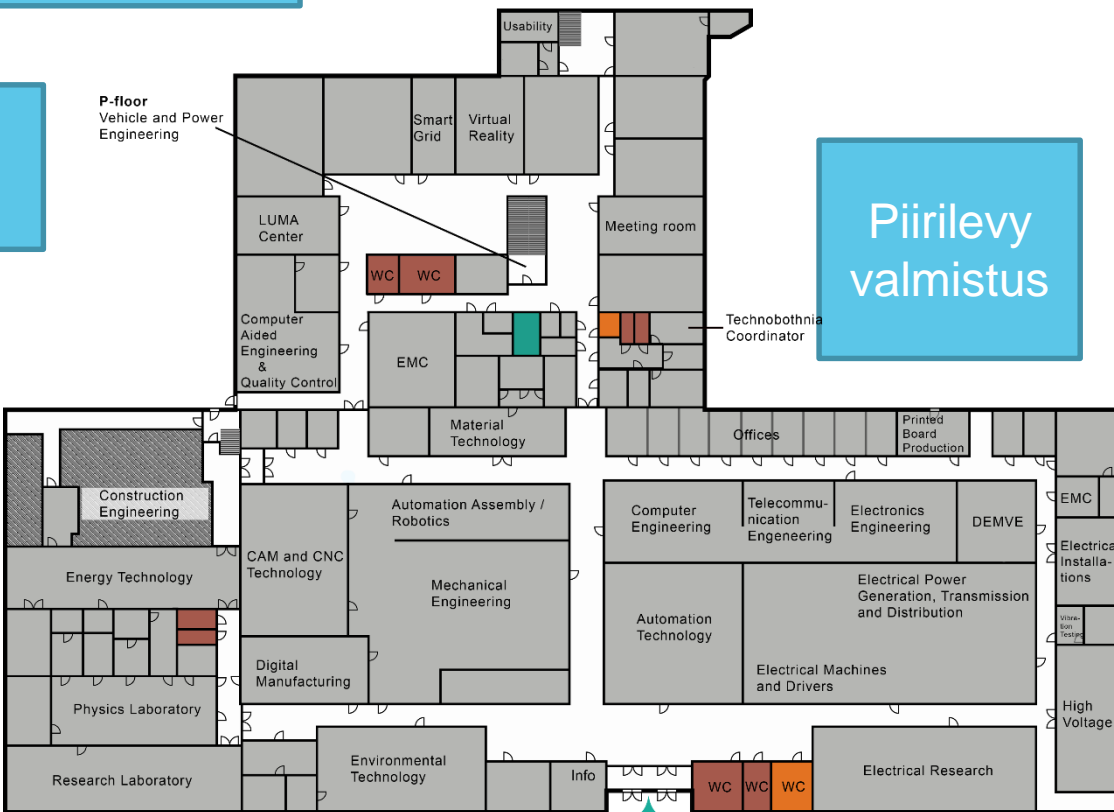 Usability
P-floor
Vehicle and Power
Engineering
Smart
Grid
Virtual
Reality
LUMA
Center
Meeting room
Piirilevy
valmistus
WC
WC
Computer
Aided
Engineering
&
Quality Control
EMC
Technobothnia
Coordinator
Material
Technology
Offices
Printed
Board
Production
Construction
Engineering
Automation Assembly /
Robotics
Computer
Engineering
Telecommu-
nication
Engeneering
Electronics
Engineering
DEMVE
EMC
CAM and CNC
Technology
Energy Technology
Mechanical
Engineering
Electrical Power
Generation, Transmission
and Distribution
Electrica
Installa-
tions
Automation
Technology
Vibra-
tion
Testing
Digital
Manufacturing
Electrical Machines
and Drivers
Physics Laboratory
High
Voltage
Research Laboratory
Environmental
Technology
Info
WC
WC
WC
Electrical Research